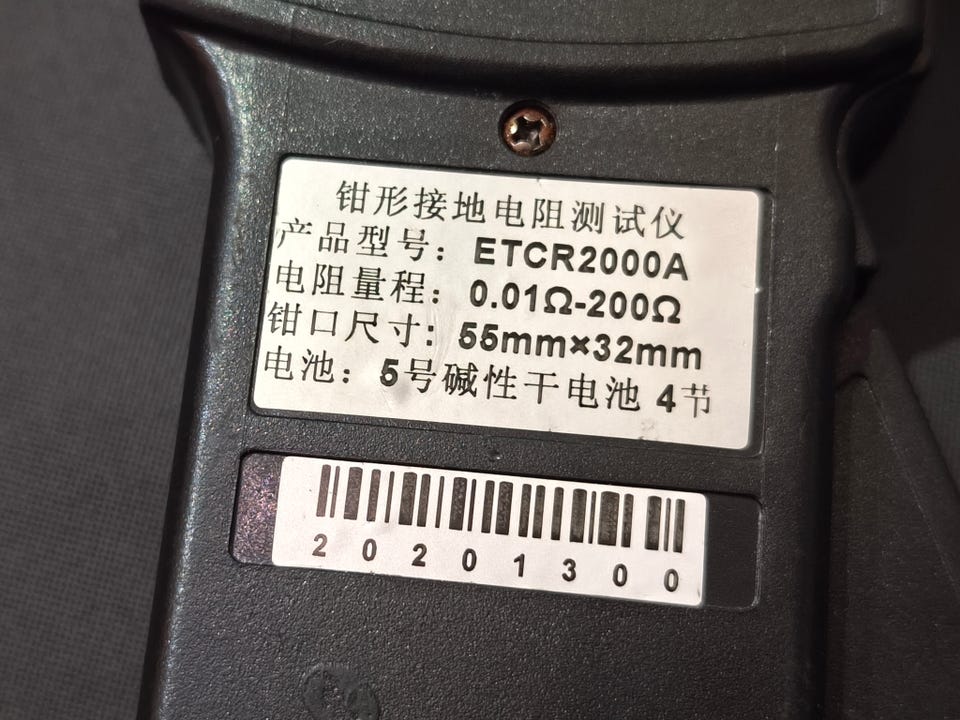 钳形接地电阻测试仪
产品型号：ETCR2000A
电阻量程：0.01Ω-200Ω
钳口尺寸：55mm×32mm
电池：5号碱性干电池 4节
20201300